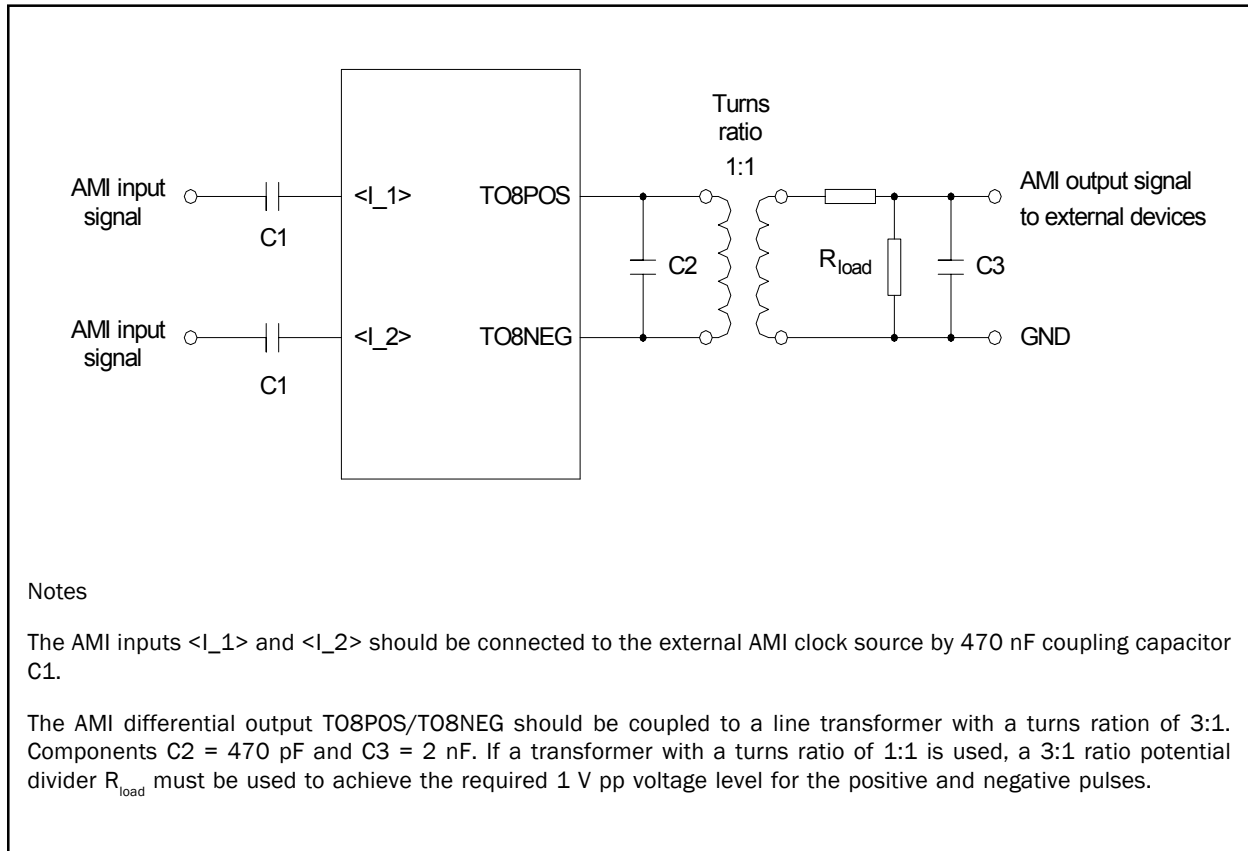 Turns
ratio
1:1
AMI input
signal
C1
<I_1>
TO8POS
C2
R_load
C3
AMI output signal
to external devices
AMI input
signal
C1
<I_2>
TO8NEG
GND
Notes
The AMI inputs <I_1> and <I_2> should be connected to the external AMI clock source by 470 nF coupling capacitor
C1.
The AMI differential output TO8POS/TO8NEG should be coupled to a line transformer with a turns ration of 3:1.
Components C2 = 470 pF and C3 = 2 nF. If a transformer with a turns ratio of 1:1 is used, a 3:1 ratio potential
divider R_load must be used to achieve the required 1 V pp voltage level for the positive and negative pulses.